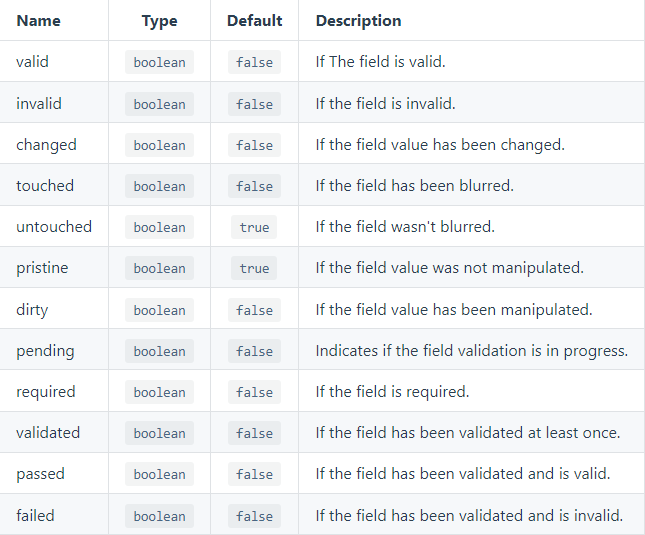 Name Type Default Description
valid boolean false If The field is valid.
invalid boolean false If the field is invalid.
changed boolean false If the field value has been changed.
touched boolean false If the field has been blurred.
untouched boolean true If the field wasn't blurred.
pristine boolean true If the field value was not manipulated.
dirty boolean false If the field value has been manipulated.
pending boolean false Indicates if the field validation is in progress.
required boolean false If the field is required.
validated boolean false If the field has been validated at least once.
passed boolean false If the field has been validated and is valid.
failed boolean false If the field has been validated and is invalid.